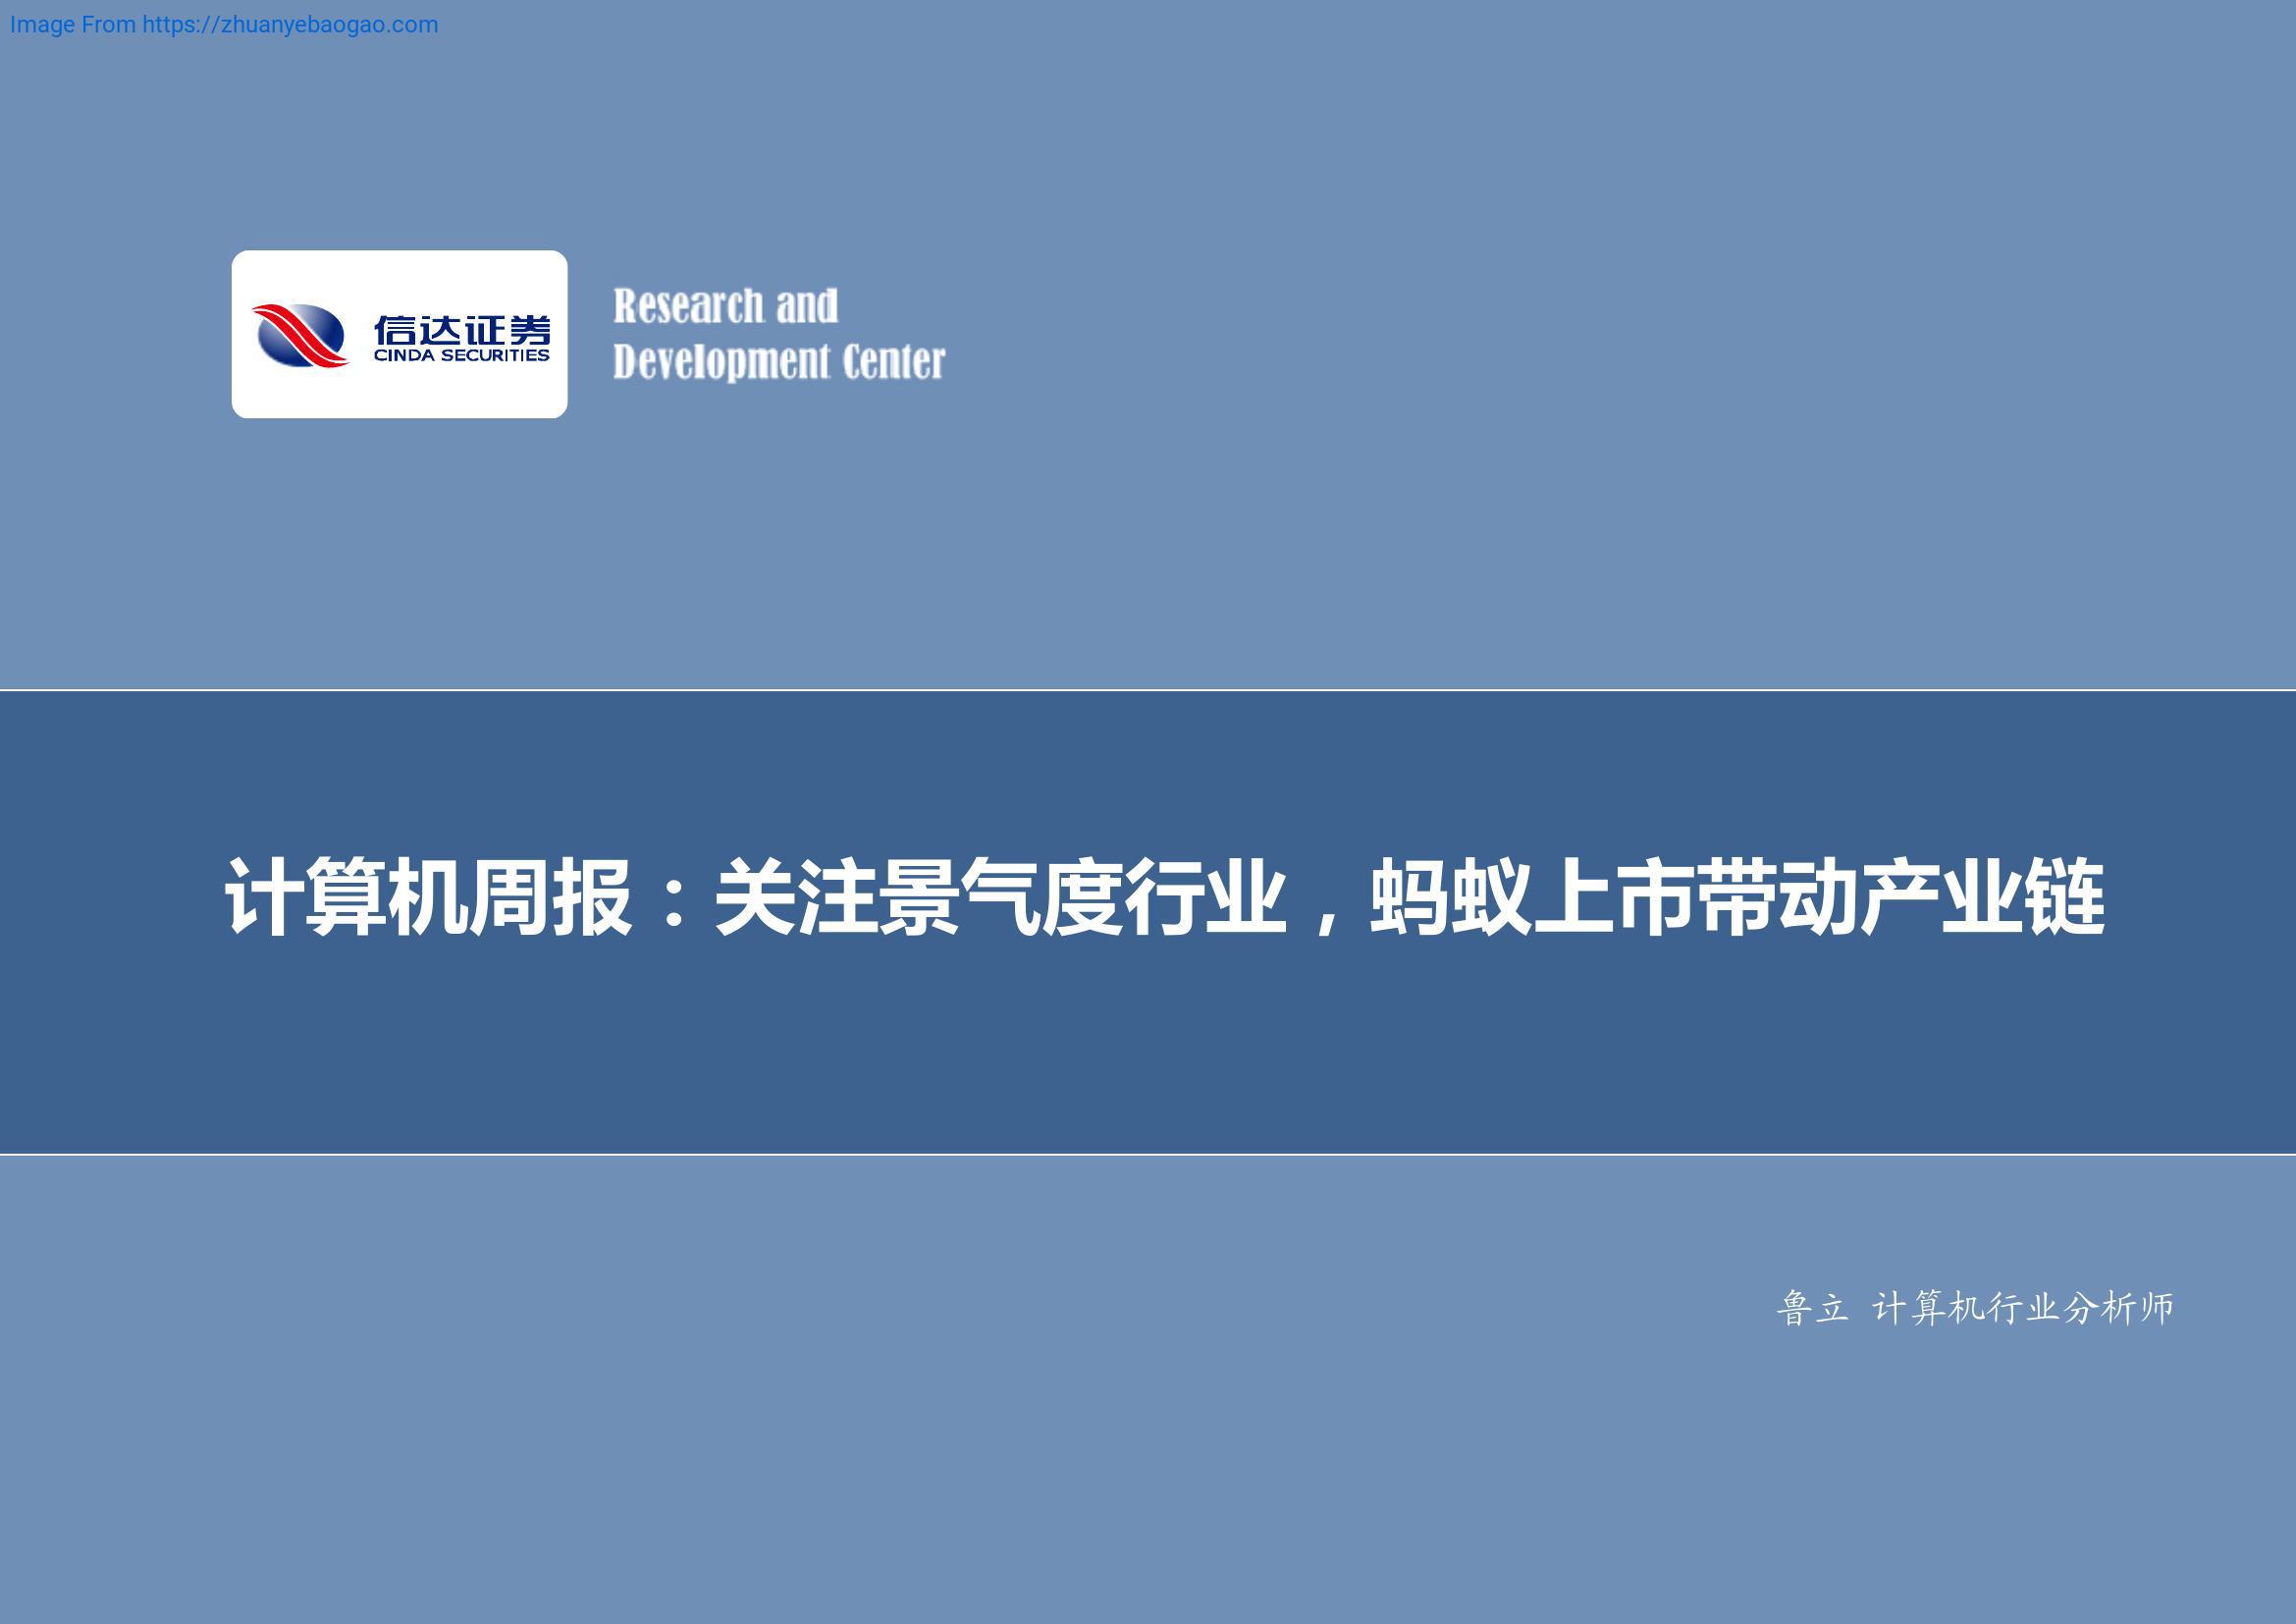 Image From https://zhuanyebaogao.com
信达证券
CINDA SECURITIES
Research and
Development Center
计算机周报：关注景气度行业，蚂蚁上市带动产业链
鲁立 计算机行业分析师